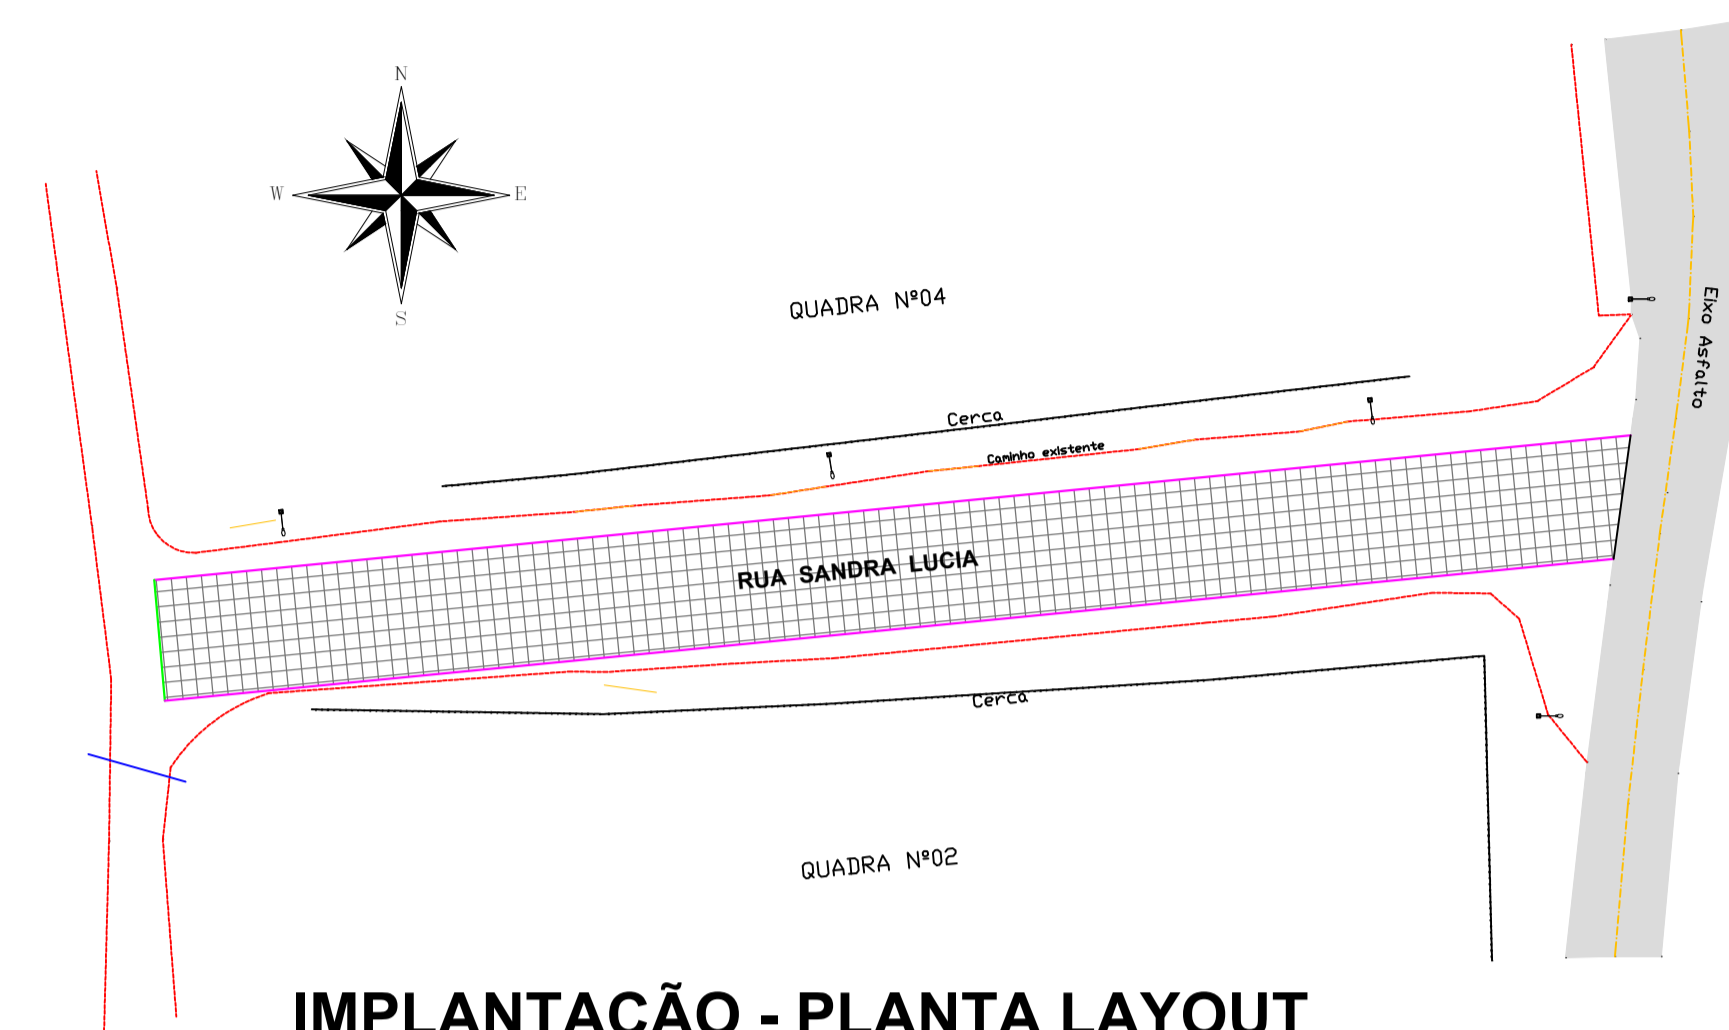 N
W
E
S
QUADRA Nº04
Eixo Asfalto
Cerca
Caminho existente
RUA SANDRA LUCIA
Cerca
QUADRA Nº02
IMPLANTAÇÃO - PLANTA LAYOUT